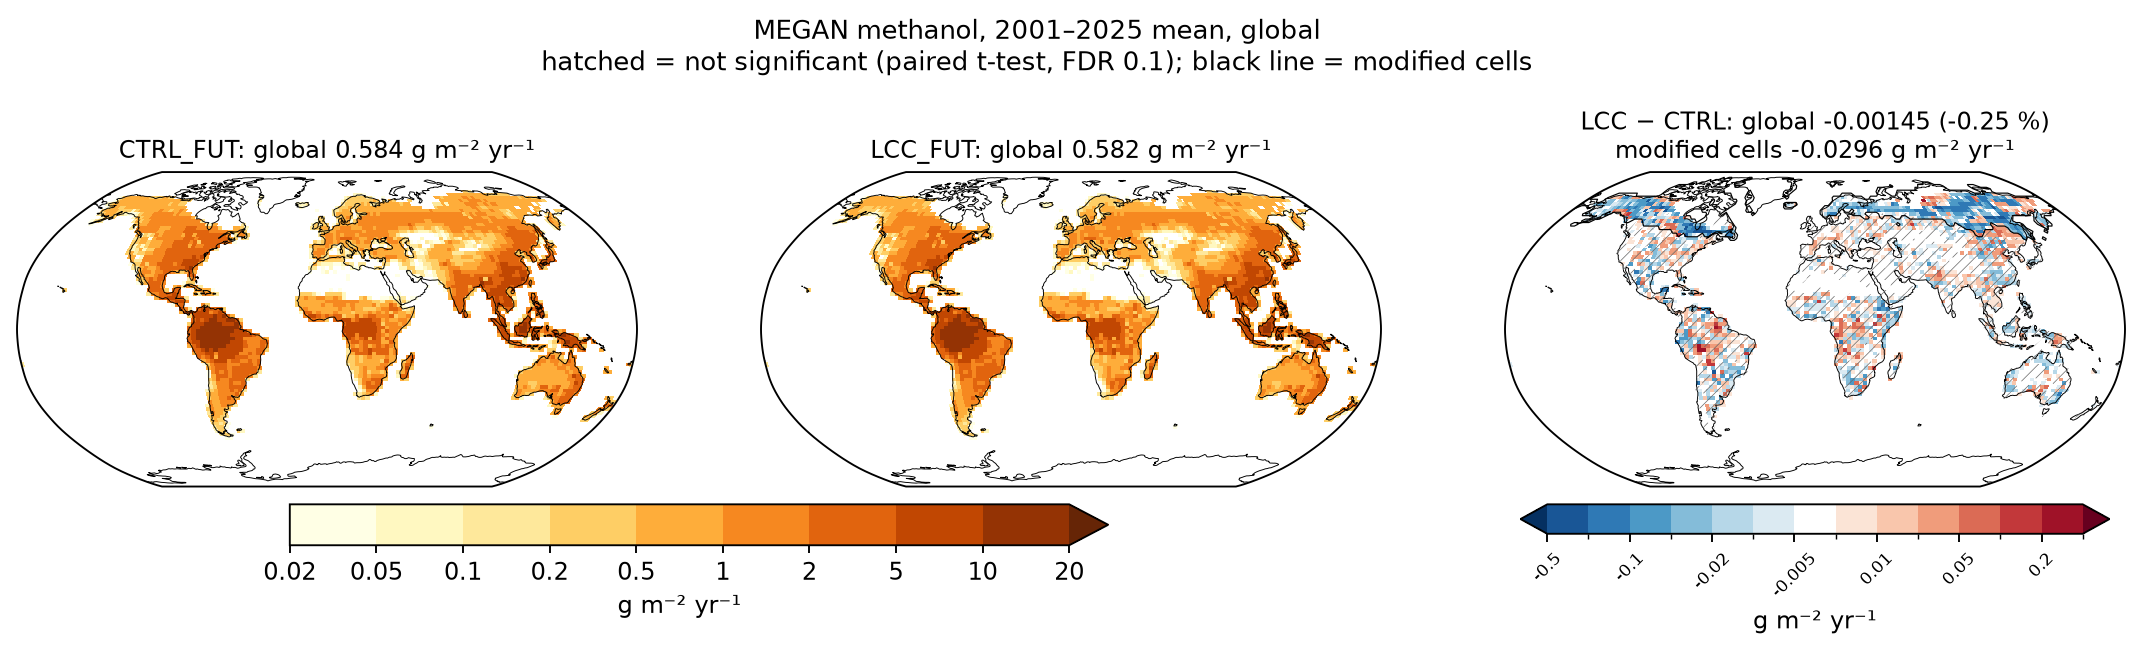 MEGAN methanol, 2001–2025 mean, global
hatched = not significant (paired t-test, FDR 0.1); black line = modified cells
CTRL_FUT: global 0.584 g m⁻² yr⁻¹
LCC_FUT: global 0.582 g m⁻² yr⁻¹
LCC − CTRL: global -0.00145 (-0.25 %)
modified cells -0.0296 g m⁻² yr⁻¹
0.02 0.05 0.1 0.2 0.5 1 2 5 10 20
g m⁻² yr⁻¹
-0.5 -0.1 -0.02 -0.005 0.01 0.05 0.2
g m⁻² yr⁻¹